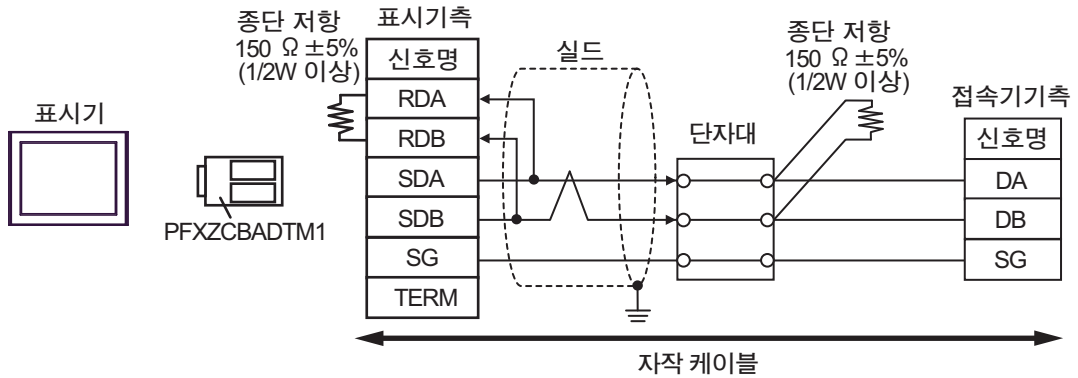 표시기
PFXZCBADTM1
종단 저항
150 Ω ±5%
(1/2W 이상)
표시기측
신호명
RDA
RDB
SDA
SDB
SG
TERM
실드
단자대
종단 저항
150 Ω ±5%
(1/2W 이상)
접속기기측
신호명
DA
DB
SG
자작 케이블